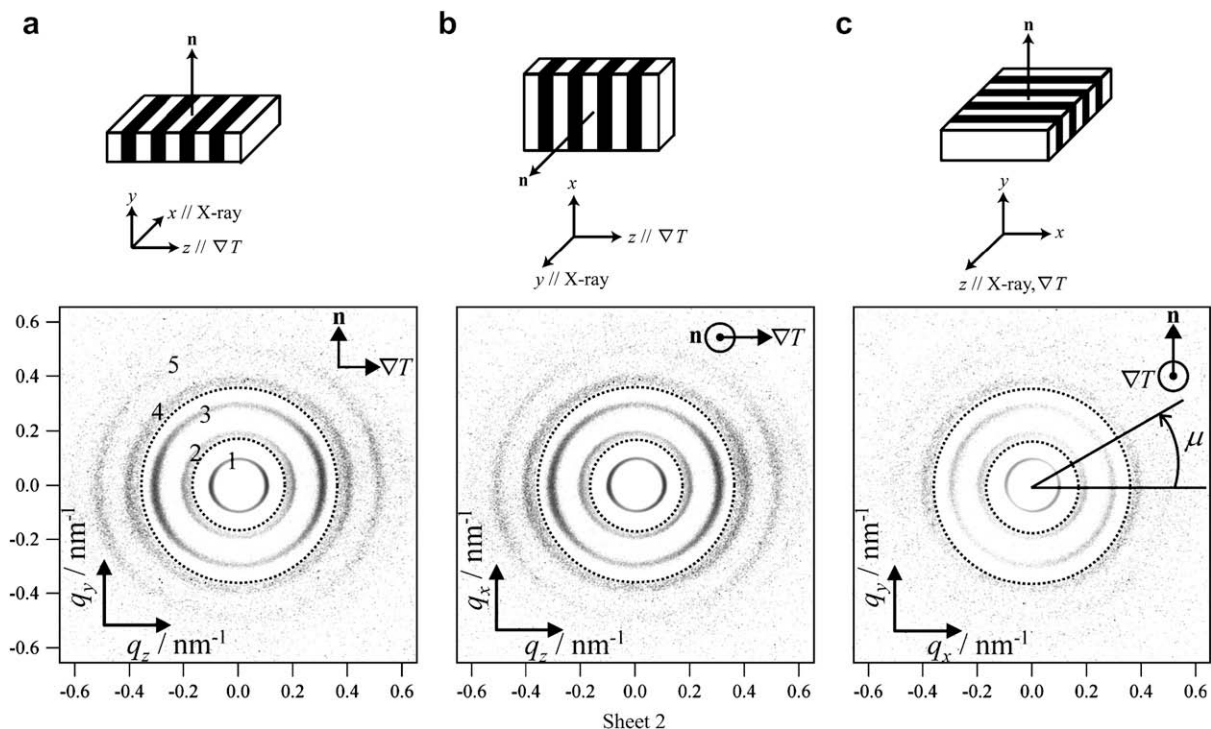 a
b
c
n
n
n
y
x // X-ray
z // ∇T
x
z // ∇T
y // X-ray
y
x
z // X-ray, ∇T
0.6
0.4
0.2
0.0
-0.2
-0.4
-0.6
n
∇T
5
4
3
2
1
q_y / nm⁻¹
q_z / nm⁻¹
-0.6 -0.4 -0.2 0.0 0.2 0.4 0.6
n ∇T
q_x / nm⁻¹
q_z / nm⁻¹
-0.6 -0.4 -0.2 0.0 0.2 0.4 0.6
n
∇T
μ
q_y / nm⁻¹
q_x / nm⁻¹
-0.6 -0.4 -0.2 0.0 0.2 0.4 0.6
Sheet 2